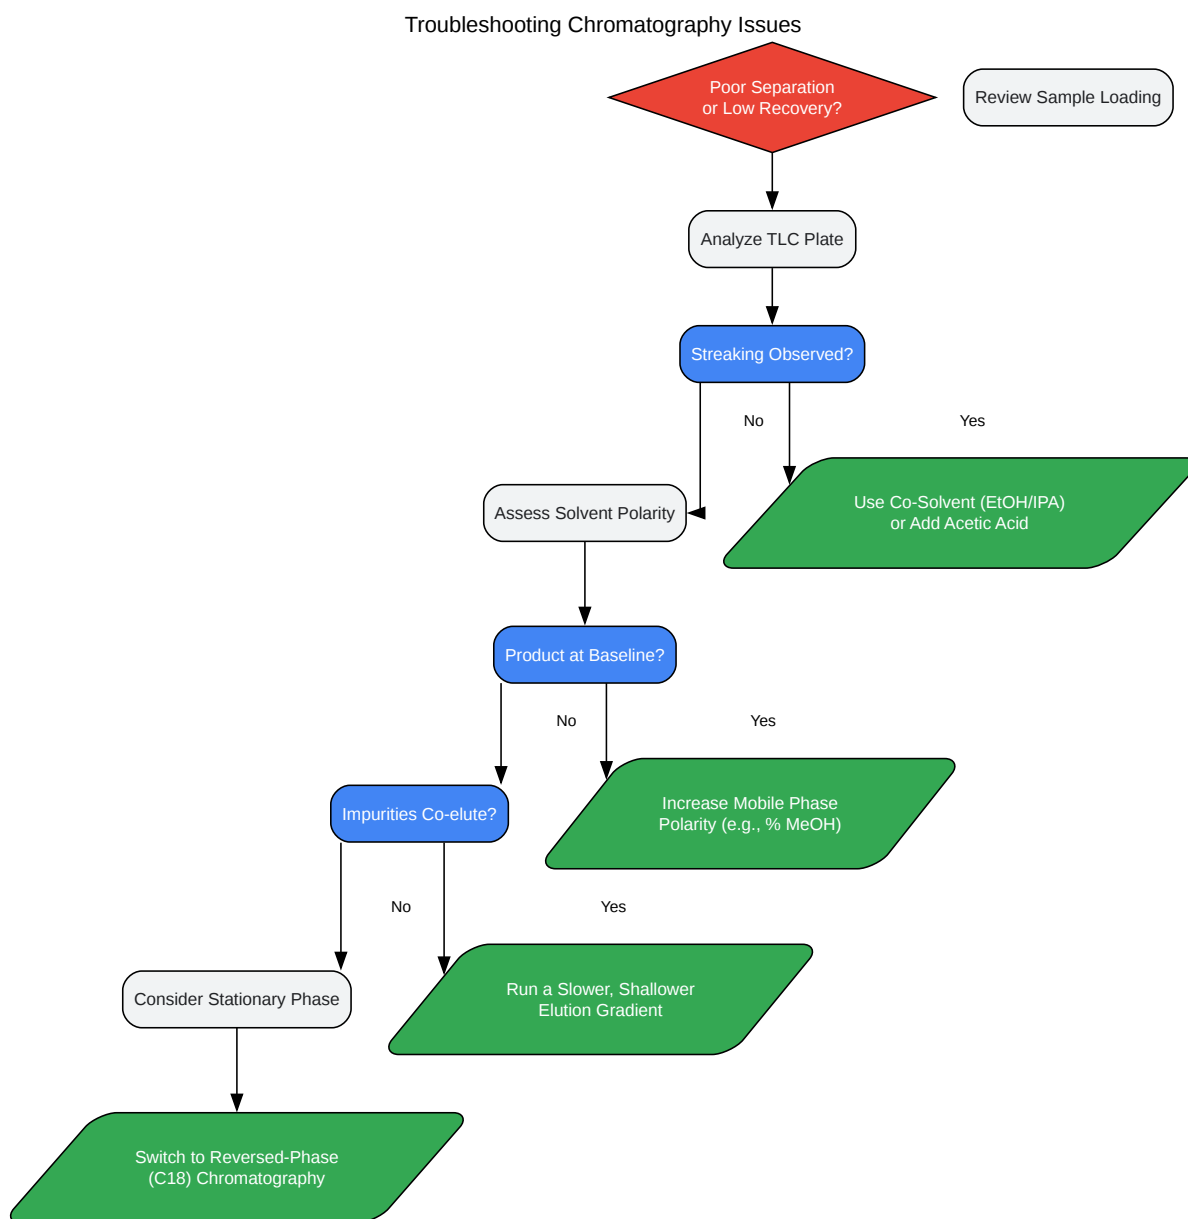 Troubleshooting Chromatography Issues
Poor Separation
or Low Recovery?
Review Sample Loading
Analyze TLC Plate
Streaking Observed?
No
Yes
Use Co-Solvent (EtOH/IPA)
or Add Acetic Acid
Assess Solvent Polarity
Product at Baseline?
No
Yes
Increase Mobile Phase
Polarity (e.g., % MeOH)
Impurities Co-elute?
No
Yes
Run a Slower, Shallower
Elution Gradient
Consider Stationary Phase
Switch to Reversed-Phase
(C18) Chromatography